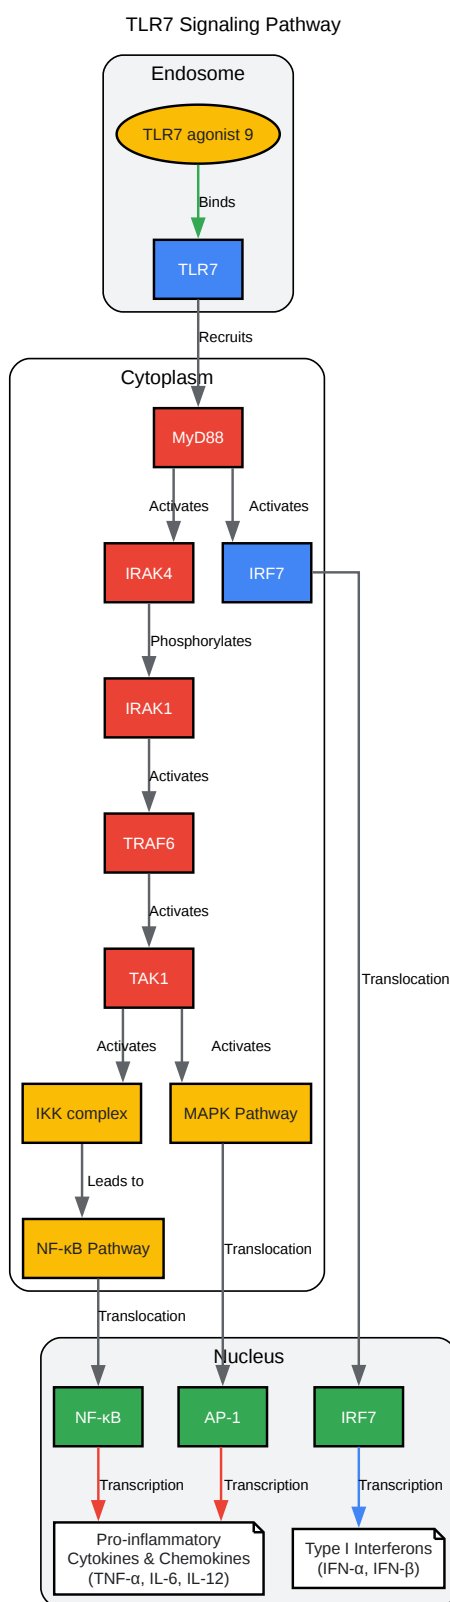 TLR7 Signaling Pathway
Endosome
TLR7 agonist 9
Binds
TLR7
Recruits
Cytoplasm
MyD88
Activates
Activates
IRAK4
IRF7
Phosphorylates
IRAK1
Activates
TRAF6
Activates
TAK1
Translocation
Activates
Activates
IKK complex
MAPK Pathway
Leads to
NF-κB Pathway
Translocation
Translocation
Nucleus
NF-κB
AP-1
IRF7
Transcription
Transcription
Transcription
Pro-inflammatory
Cytokines & Chemokines
(TNF-α, IL-6, IL-12)
Type I Interferons
(IFN-α, IFN-β)